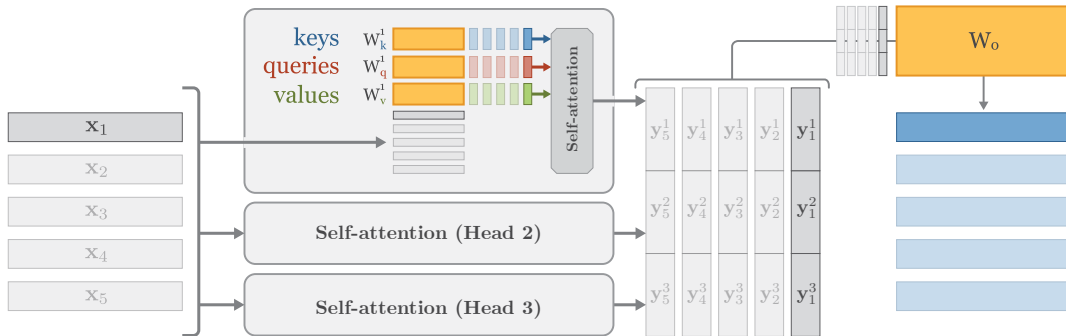 keys W¹ₖ
queries W¹q
values W¹ᵥ
Self-attention
x₁
x₂
x₃
x₄
x₅
Self-attention (Head 2)
Self-attention (Head 3)
y¹₅ y¹₄ y¹₃ y¹₂ y¹₁
y²₅ y²₄ y²₃ y²₂ y²₁
y³₅ y³₄ y³₃ y³₂ y³₁
Wₒ